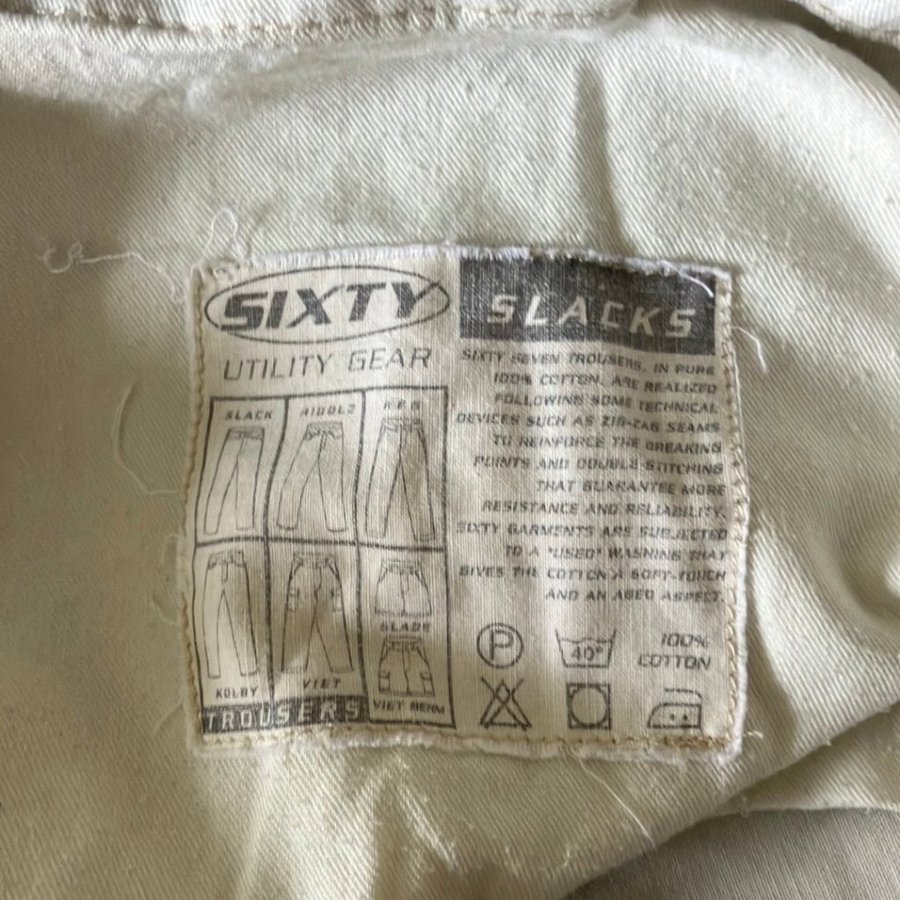 SIXTY
UTILITY GEAR
SLACK
KOLBY
VIET
SLADE
VIET BERM
TROUSERS
SLACKS
SIXTY SEVEN TROUSERS, IN PURE
100% COTTON, ARE REALIZED
FOLLOWING SOME TECHNICAL
DEVICES SUCH AS ZIG-ZAG SEAMS
TO REINFORCE THE BREAKING
POINTS AND DOUBLE-STITCHING
THAT GUARANTEE MORE
RESISTANCE AND RELIABILITY.
SIXTY GARMENTS ARE SUBJECTED
TO A "USED" WASHING THAT
GIVES THE COTTON A SOFT-TOUCH
AND AN AGED ASPECT.
P
40°
100%
COTTON